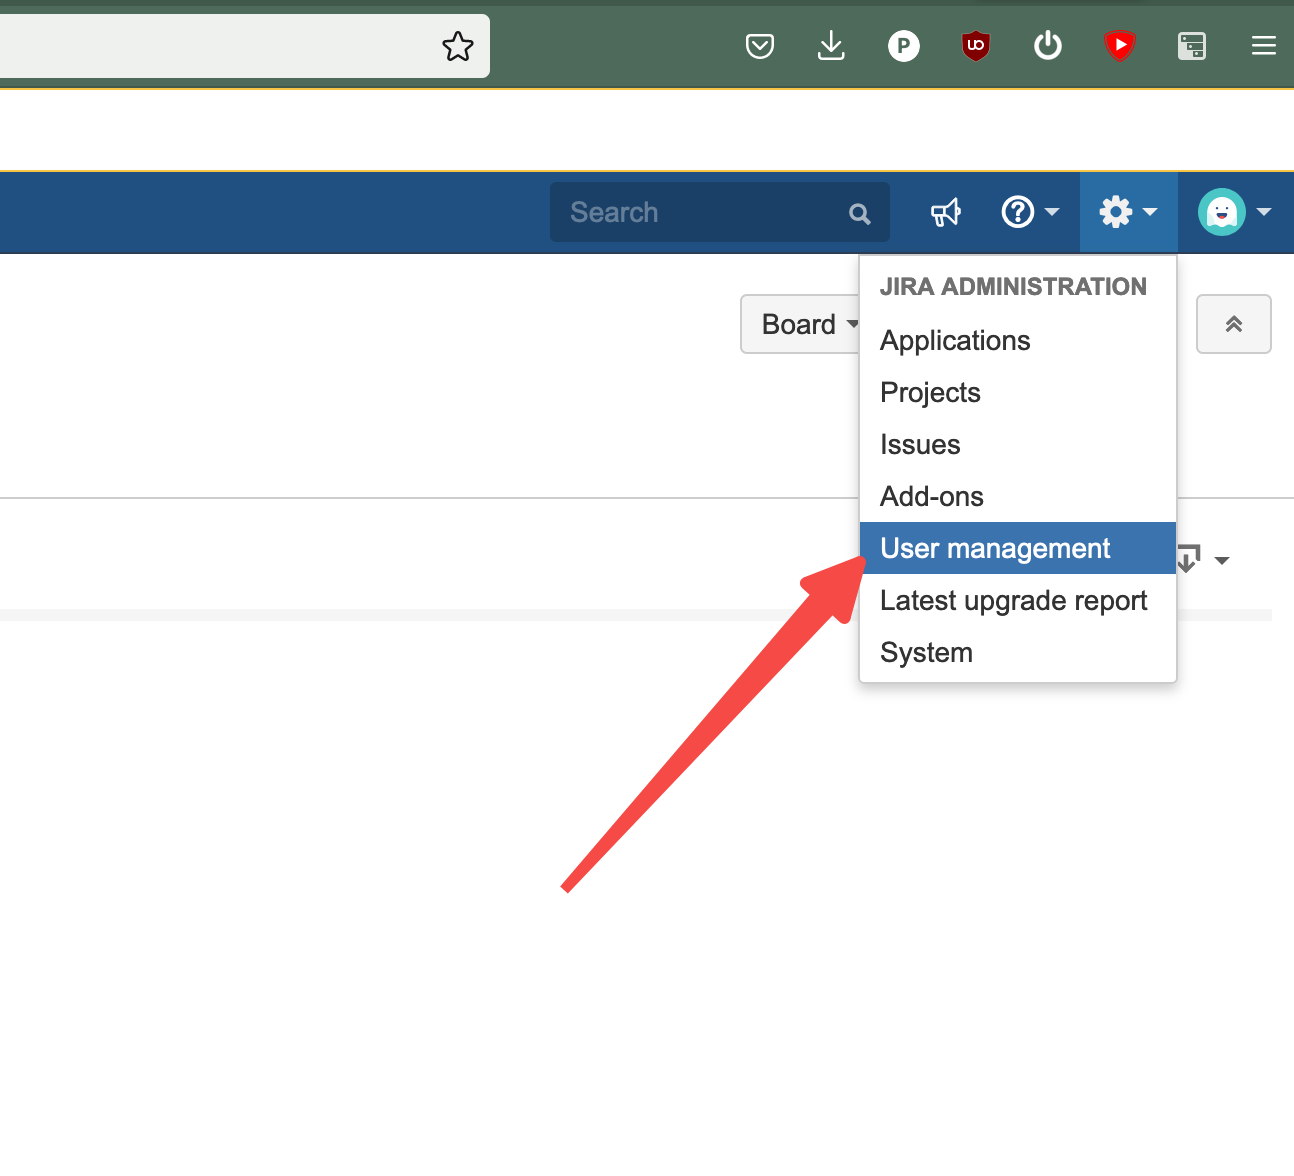 P
uo
Search
?
Board
JIRA ADMINISTRATION
Applications
Projects
Issues
Add-ons
User management
Latest upgrade report
System